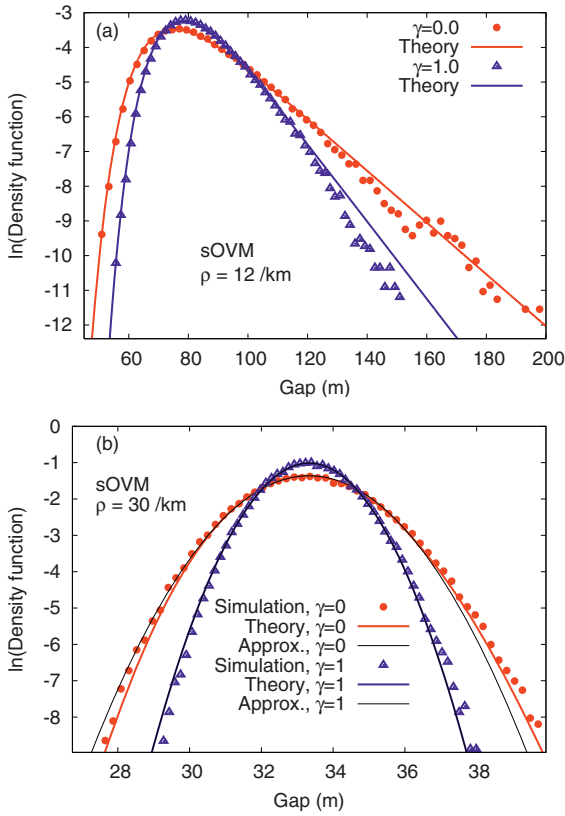 (a)
γ=0.0
Theory
γ=1.0
Theory
-3
-4
-5
-6
-7
-8
-9
-10
-11
-12
ln(Density function)
sOVM
ρ = 12 /km
60 80 100 120 140 160 180 200
Gap (m)
(b)
sOVM
ρ = 30 /km
0
-1
-2
-3
-4
-5
-6
-7
-8
ln(Density function)
Simulation, γ=0
Theory, γ=0
Approx., γ=0
Simulation, γ=1
Theory, γ=1
Approx., γ=1
28 30 32 34 36 38
Gap (m)